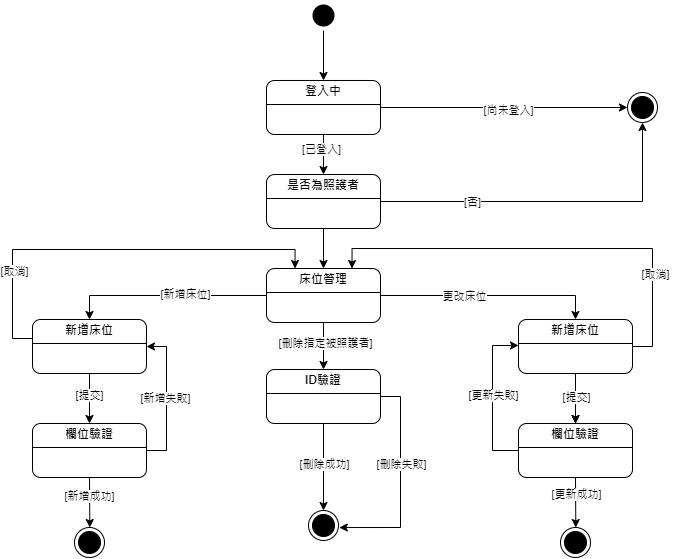 登入中
[尚未登入]
[已登入]
是否為照護者
[否]
[取消]
床位管理
[取消]
[新增床位]
更改床位
新增床位
[刪除指定被照護者]
新增床位
ID驗證
[提交]
[新增失敗]
[更新失敗]
[提交]
欄位驗證
欄位驗證
[刪除成功]
[刪除失敗]
[新增成功]
[更新成功]